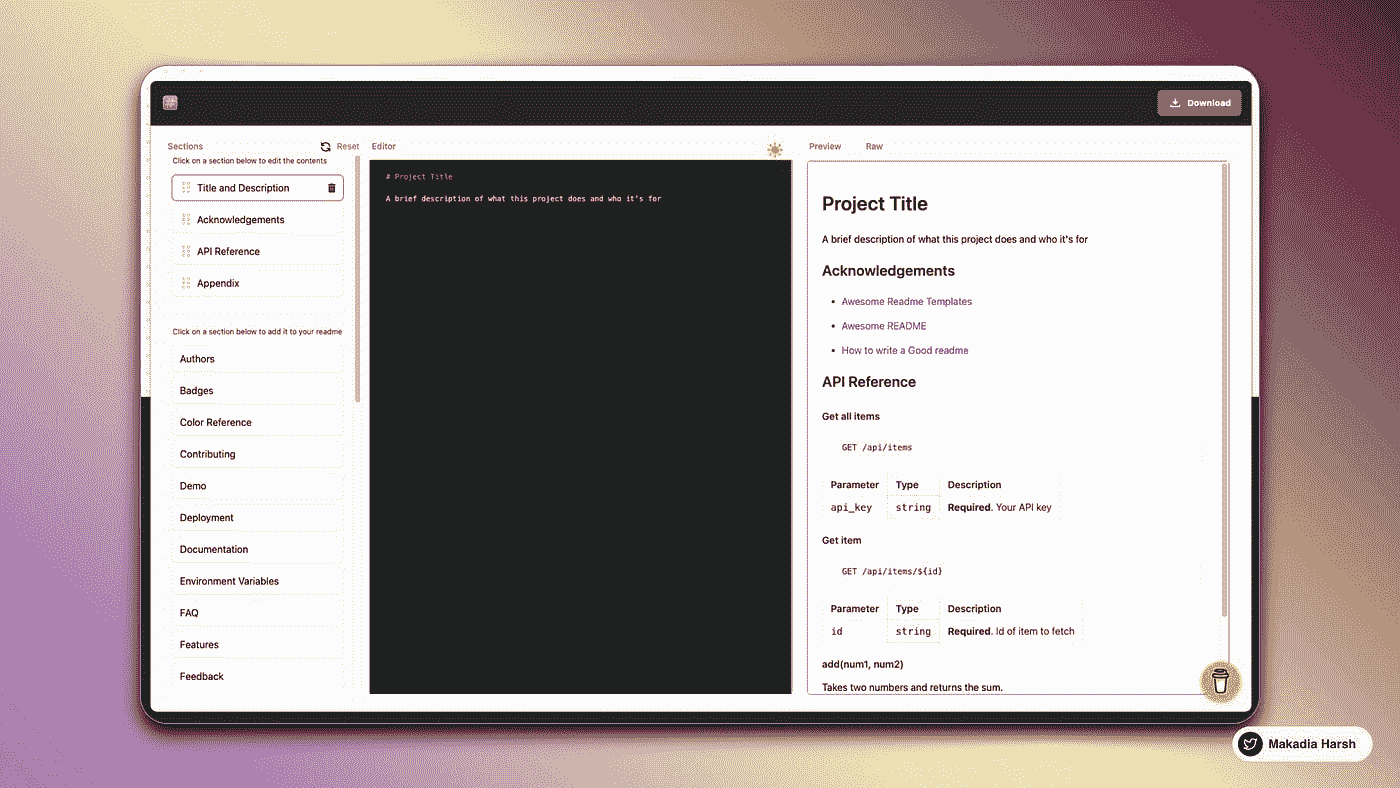 Download
Sections
Reset
Click on a section below to edit the contents
Title and Description
Acknowledgements
API Reference
Appendix
Click on a section below to add it to your readme
Authors
Badges
Color Reference
Contributing
Demo
Deployment
Documentation
Environment Variables
FAQ
Features
Feedback
Editor
# Project Title
A brief description of what this project does and who it's for
Preview Raw
Project Title
A brief description of what this project does and who it's for
Acknowledgements
• Awesome Readme Templates
• Awesome README
• How to write a Good readme
API Reference
Get all items
GET /api/items
Parameter Type Description
api_key string Required. Your API key
Get item
GET /api/items/${id}
Parameter Type Description
id string Required. Id of item to fetch
add(num1, num2)
Takes two numbers and returns the sum.
Makadia Harsh